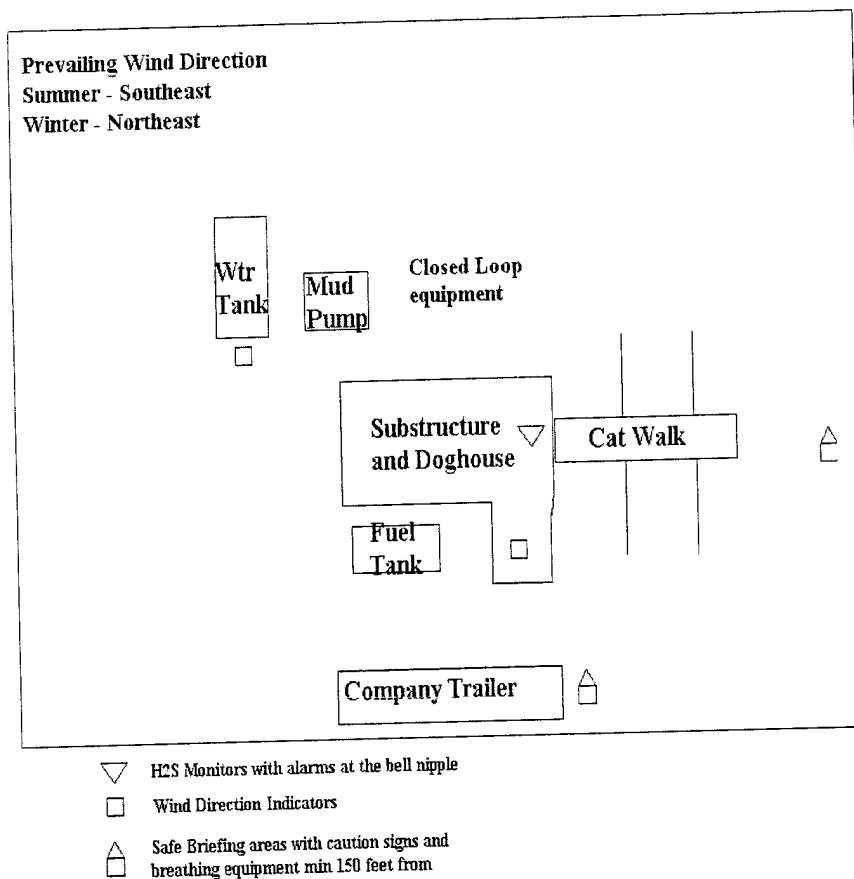 Prevailing Wind Direction
Summer - Southeast
Winter - Northeast
Wtr
Tank
Mud
Pump
Closed Loop
equipment
Substructure
and Doghouse
Cat Walk
Fuel
Tank
Company Trailer
H2S Monitors with alarms at the bell nipple
Wind Direction Indicators
Safe Briefing areas with caution signs and
breathing equipment min 150 feet from